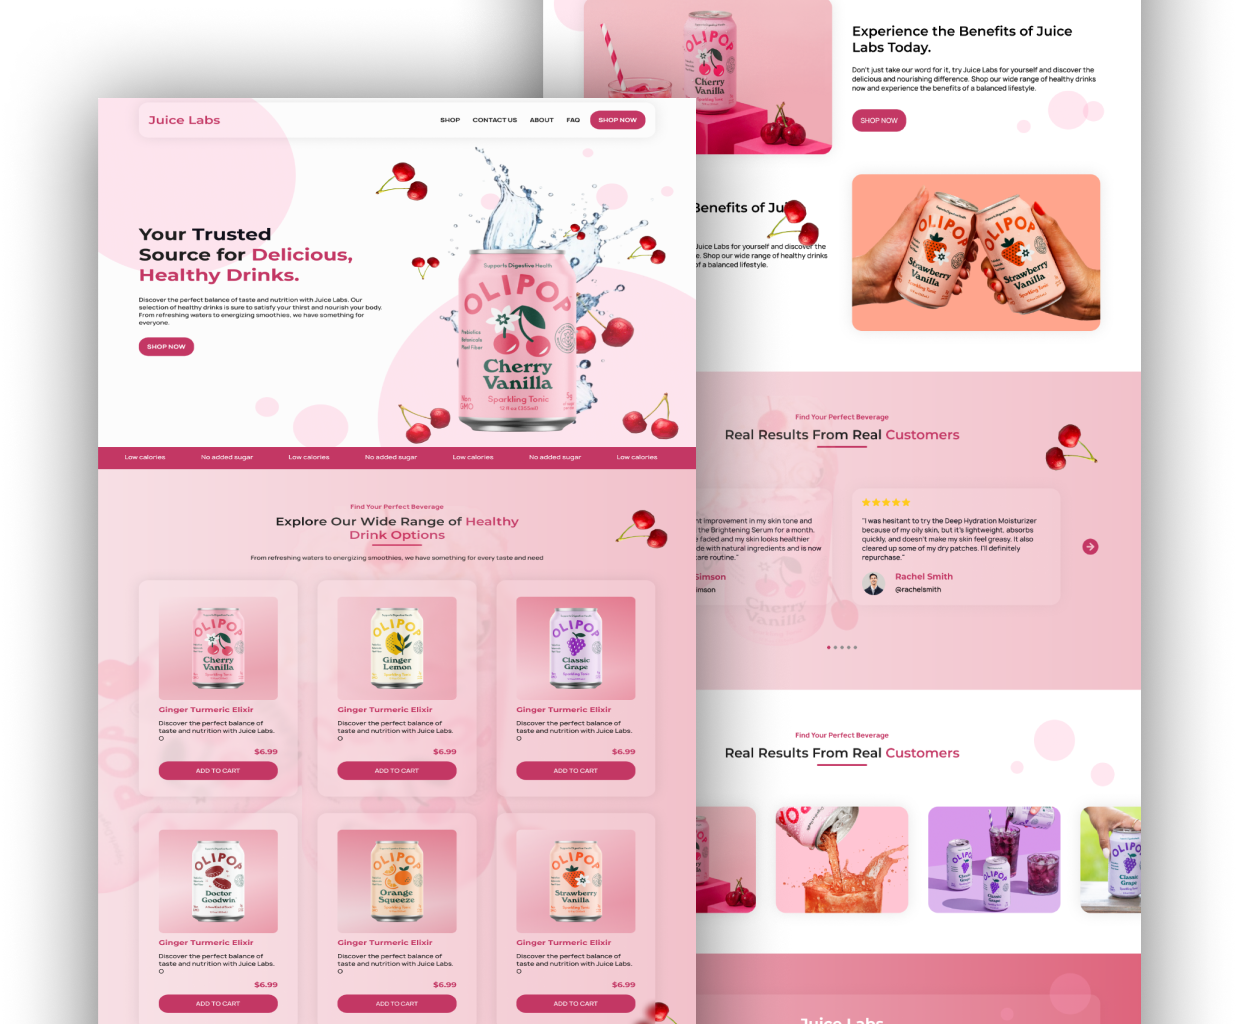 Juice Labs
SHOP
CONTACT US
ABOUT
FAQ
SHOP NOW
Your Trusted
Source for Delicious,
Healthy Drinks.
Discover the perfect balance of taste and nutrition with Juice Labs. Our
selection of healthy drinks is sure to satisfy your thirst and nourish your body.
From refreshing waters to energizing smoothies, we have something for
everyone.
SHOP NOW
Supports Digestive Health
OLIPOP
Cherry
Vanilla
Sparkling Tonic
Low calories
No added sugar
Low calories
No added sugar
Low calories
No added sugar
Low calories
Find Your Perfect Beverage
Explore Our Wide Range of Healthy
Drink Options
From refreshing waters to energizing smoothies, we have something for every taste and need
OLIPOP
Cherry
Vanilla
Ginger Turmeric Elixir
Discover the perfect balance of
taste and nutrition with Juice Labs.
O
$6.99
ADD TO CART
OLIPOP
Ginger
Lemon
Ginger Turmeric Elixir
Discover the perfect balance of
taste and nutrition with Juice Labs.
O
$6.99
ADD TO CART
OLIPOP
Classic
Grape
Ginger Turmeric Elixir
Discover the perfect balance of
taste and nutrition with Juice Labs.
O
$6.99
ADD TO CART
OLIPOP
Doctor
Goodwin
Ginger Turmeric Elixir
Discover the perfect balance of
taste and nutrition with Juice Labs.
O
$6.99
ADD TO CART
OLIPOP
Orange
Squeeze
Ginger Turmeric Elixir
Discover the perfect balance of
taste and nutrition with Juice Labs.
O
$6.99
ADD TO CART
OLIPOP
Strawberry
Vanilla
Ginger Turmeric Elixir
Discover the perfect balance of
taste and nutrition with Juice Labs.
O
$6.99
ADD TO CART
OLIPOP
Cherry
Vanilla
Experience the Benefits of Juice
Labs Today.
Don't just take our word for it, try Juice Labs for yourself and discover the
delicious and nourishing difference. Shop our wide range of healthy drinks
now and experience the benefits of a balanced lifestyle.
SHOP NOW
Benefits of Jui
Juice Labs for yourself and discover the
e. Shop our wide range of healthy drinks
of a balanced lifestyle.
OLIPOP
Strawberry
Vanilla
Sparkling Tonic
OLIPOP
Strawberry
Vanilla
Sparkling Tonic
Find Your Perfect Beverage
Real Results From Real Customers
nt improvement in my skin tone and
the Brightening Serum for a month,
e faded and my skin looks healthier
de with natural ingredients and is now
are routine."
Simson
imson
"I was hesitant to try the Deep Hydration Moisturizer
because of my oily skin, but it's lightweight, absorbs
quickly, and doesn't make my skin feel greasy. It also
cleared up some of my dry patches. I'll definitely
repurchase."
Rachel Smith
@rachelsmith
Cherry
Vanilla
Find Your Perfect Beverage
Real Results From Real Customers
OLIPOP
Classic
Grape
Juice Labs